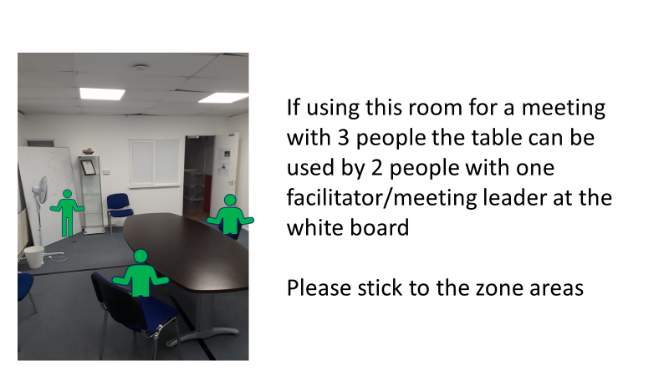 If using this room for a meeting
with 3 people the table can be
used by 2 people with one
facilitator/meeting leader at the
white board
Please stick to the zone areas